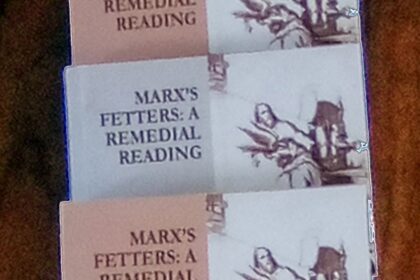 REMEDIAL
READING
MARX'S
FETTERS: A
REMEDIAL
READING
MARX'S
FETTERS: A
REMEDIAL